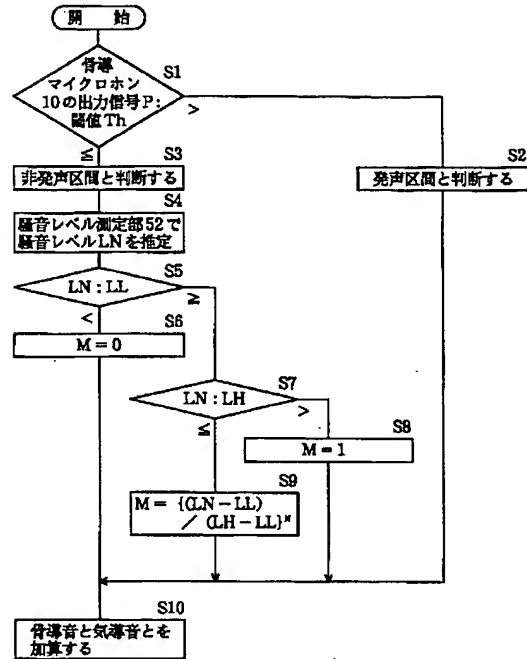 開始
S1
骨導
マイクロホン
10の出力信号P:
閾値Th
>
≦
S3
非発声区間と判断する
S2
発声区間と判断する
S4
騒音レベル測定部52で
騒音レベルLNを推定
S5
LN:LL
<
≧
S6
M=0
S7
LN:LH
>
≦
S8
M=1
S9
M= {(LN-LL)
/ (LH-LL}ᴺ
S10
骨導音と気導音とを
加算する